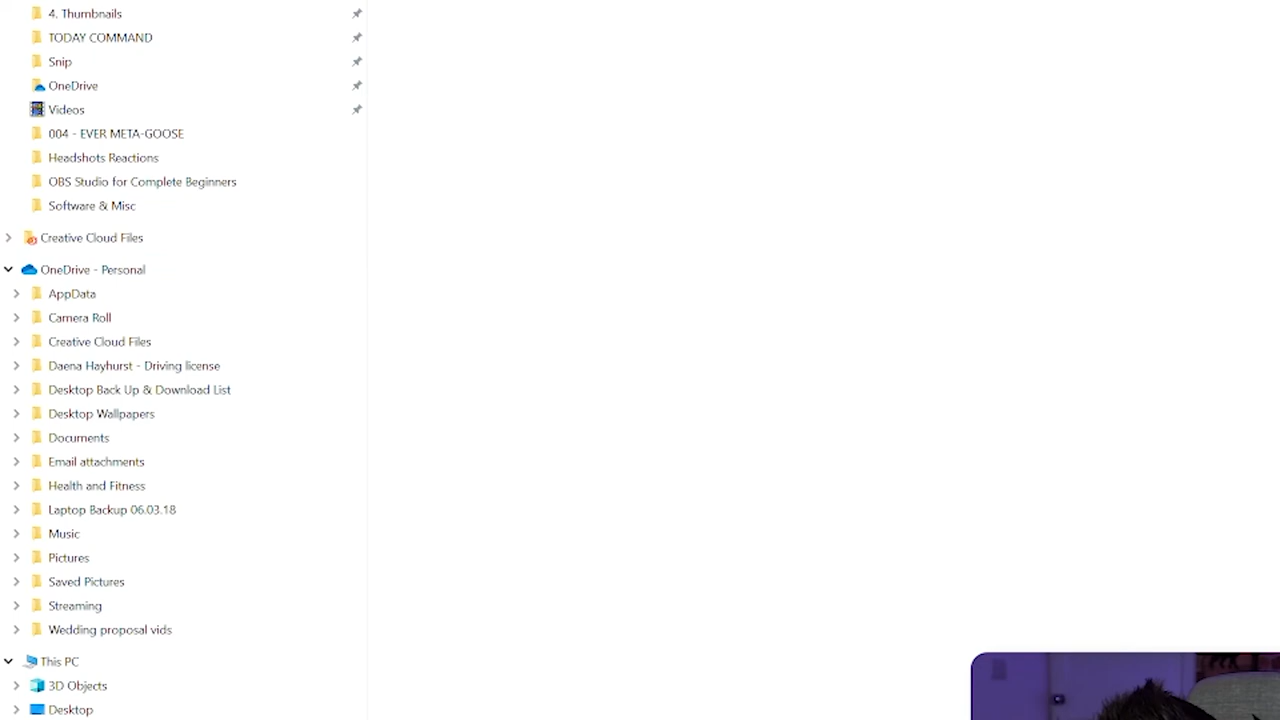 4. Thumbnails
TODAY COMMAND
Snip
OneDrive
Videos
004 - EVER META-GOOSE
Headshots Reactions
OBS Studio for Complete Beginners
Software & Misc
Creative Cloud Files
OneDrive - Personal
AppData
Camera Roll
Creative Cloud Files
Daena Hayhurst - Driving license
Desktop Back Up & Download List
Desktop Wallpapers
Documents
Email attachments
Health and Fitness
Laptop Backup 06.03.18
Music
Pictures
Saved Pictures
Streaming
Wedding proposal vids
This PC
3D Objects
Desktop